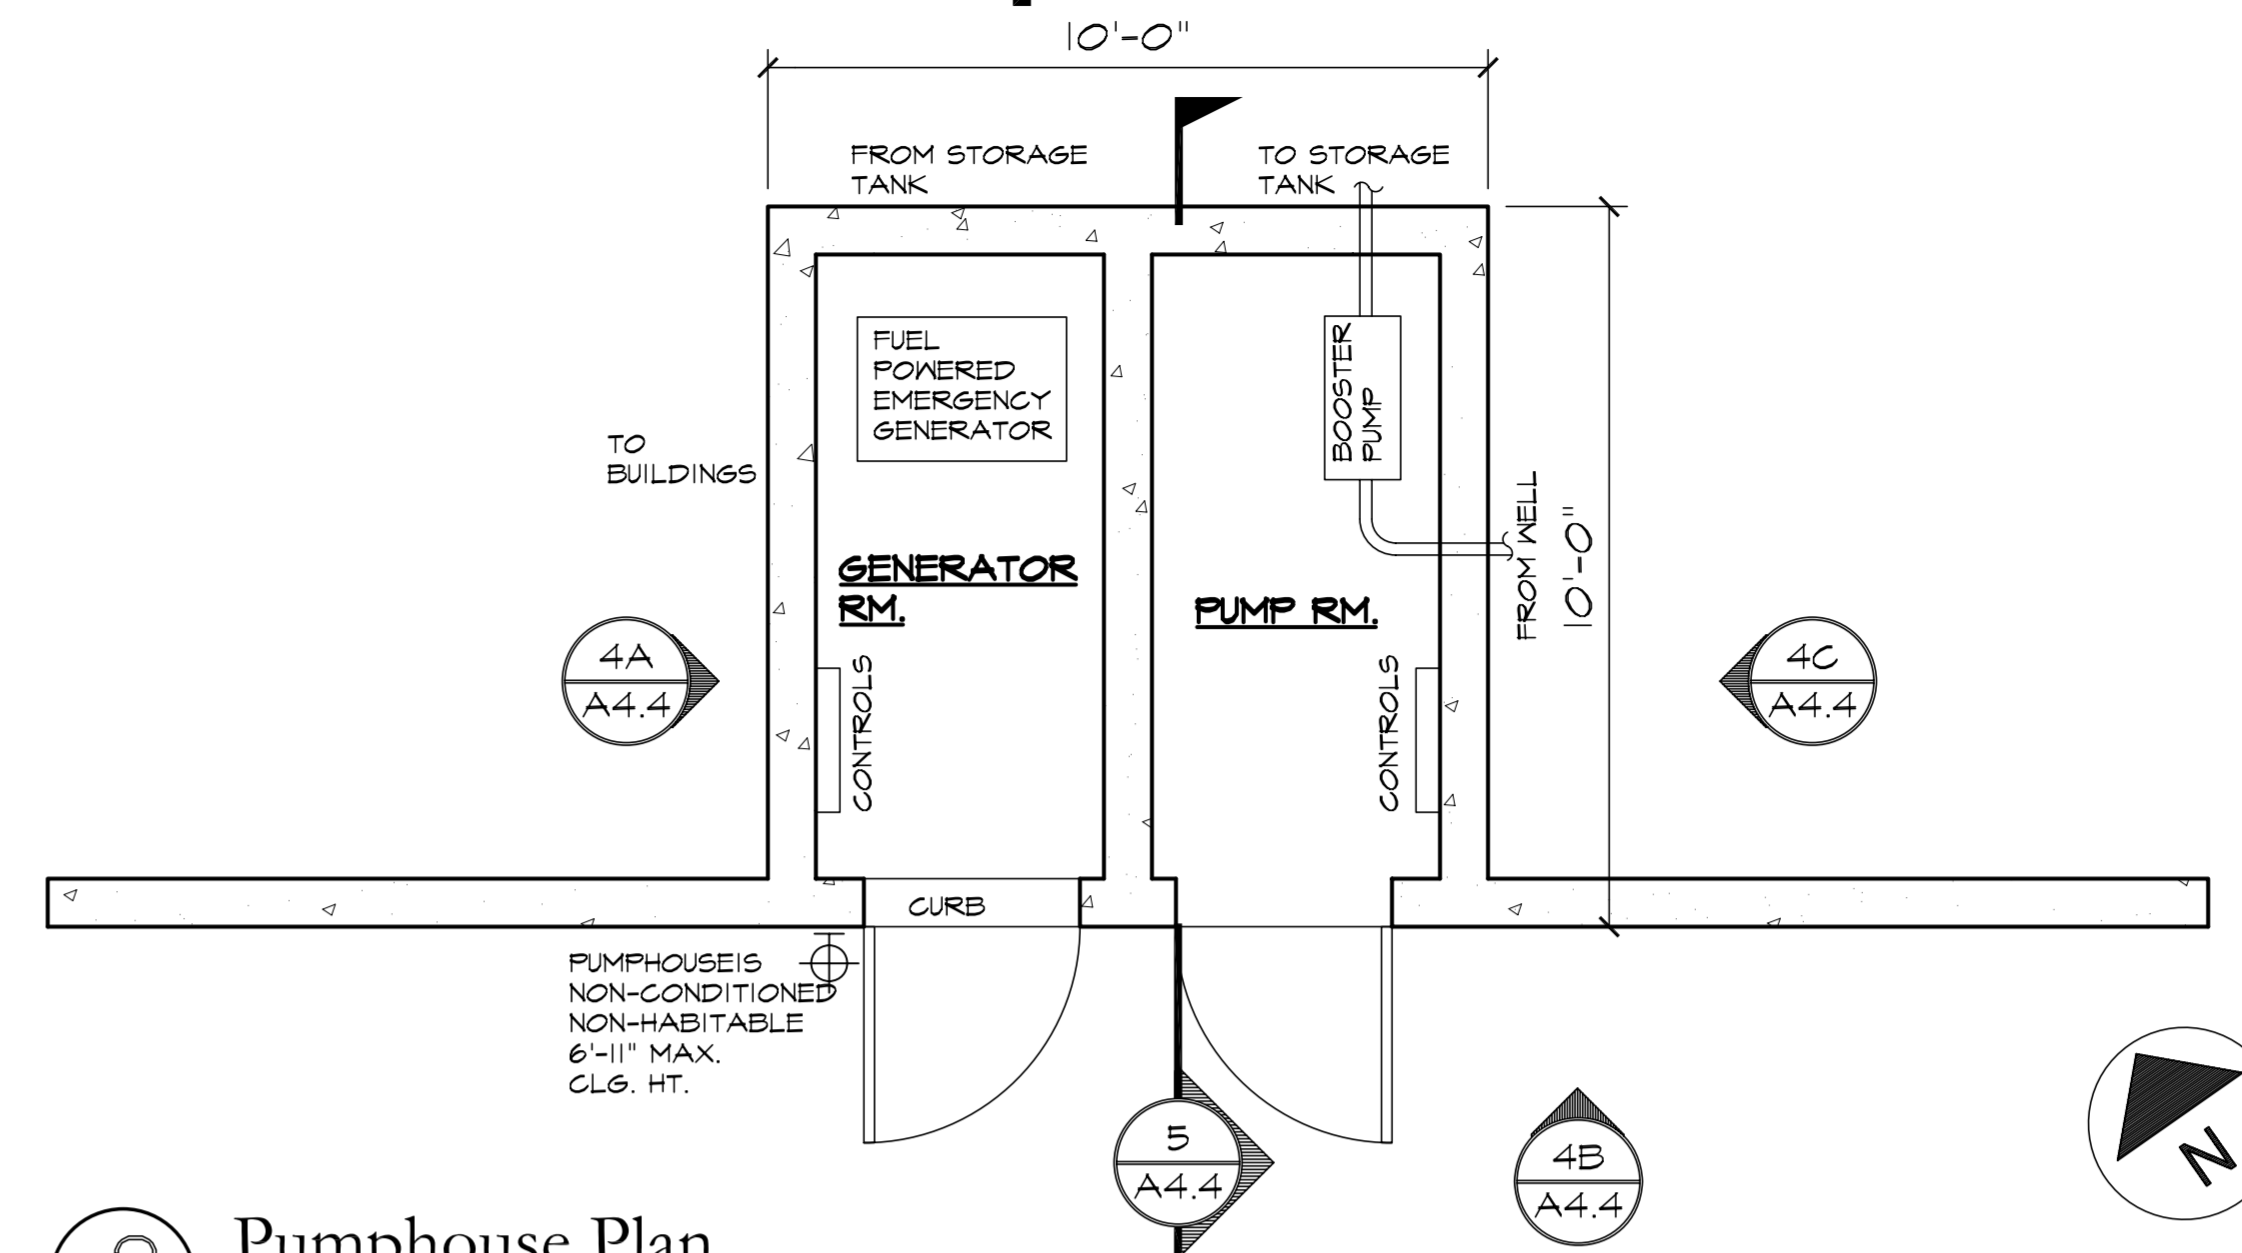 10'-0"
FROM STORAGE
TANK
TO STORAGE
TANK
FUEL
POWERED
EMERGENCY
GENERATOR
BOOSTER
PUMP
TO
BUILDINGS
FROM WELL
10'-0"
GENERATOR
RM.
PUMP RM.
4A
A4.4
4C
A4.4
CONTROLS
CONTROLS
CURB
PUMPHOUSEIS
NON-CONDITIONED
NON-HABITABLE
6'-11" MAX.
CLG. HT.
5
A4.4
4B
A4.4
N
Pumphouse Plan